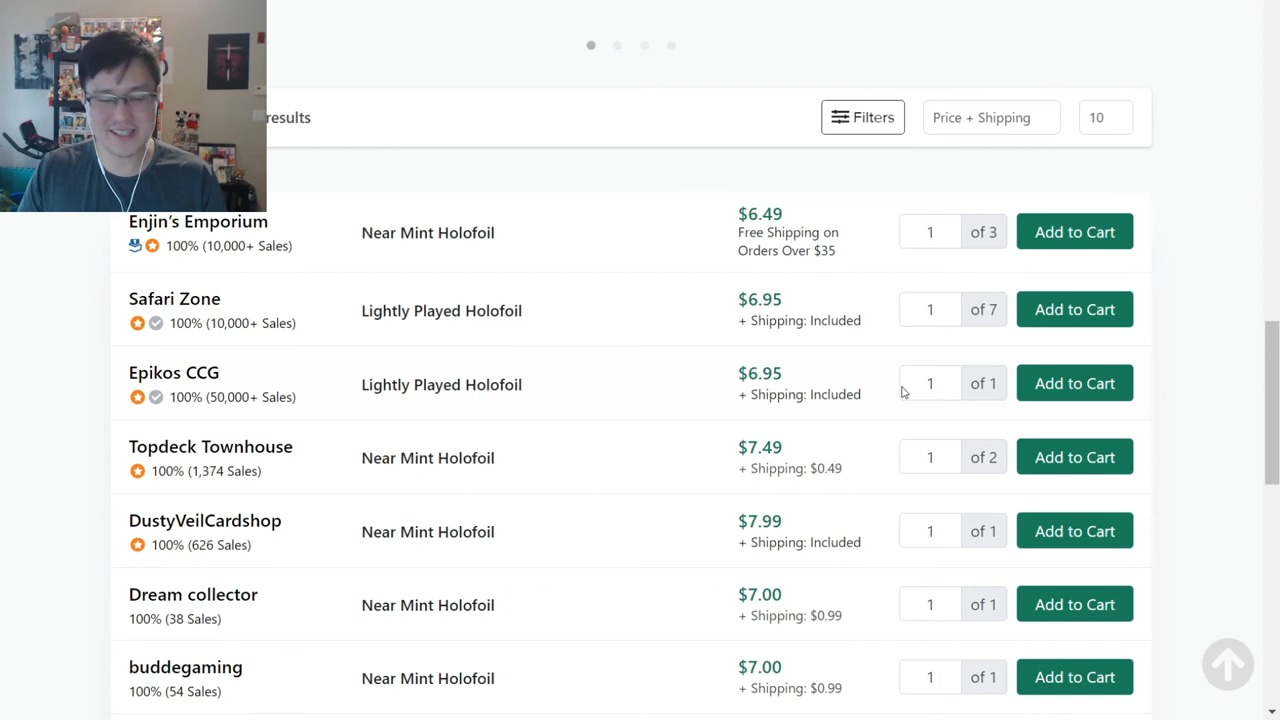 results
Filters
Price + Shipping
10
Enjin's Emporium
100% (10,000+ Sales)
Near Mint Holofoil
$6.49
Free Shipping on
Orders Over $35
1 of 3
Add to Cart
Safari Zone
100% (10,000+ Sales)
Lightly Played Holofoil
$6.95
+ Shipping: Included
1 of 7
Add to Cart
Epikos CCG
100% (50,000+ Sales)
Lightly Played Holofoil
$6.95
+ Shipping: Included
1 of 1
Add to Cart
Topdeck Townhouse
100% (1,374 Sales)
Near Mint Holofoil
$7.49
+ Shipping: $0.49
1 of 2
Add to Cart
DustyVeilCardshop
100% (626 Sales)
Near Mint Holofoil
$7.99
+ Shipping: Included
1 of 1
Add to Cart
Dream collector
100% (38 Sales)
Near Mint Holofoil
$7.00
+ Shipping: $0.99
1 of 1
Add to Cart
buddegaming
100% (54 Sales)
Near Mint Holofoil
$7.00
+ Shipping: $0.99
1 of 1
Add to Cart